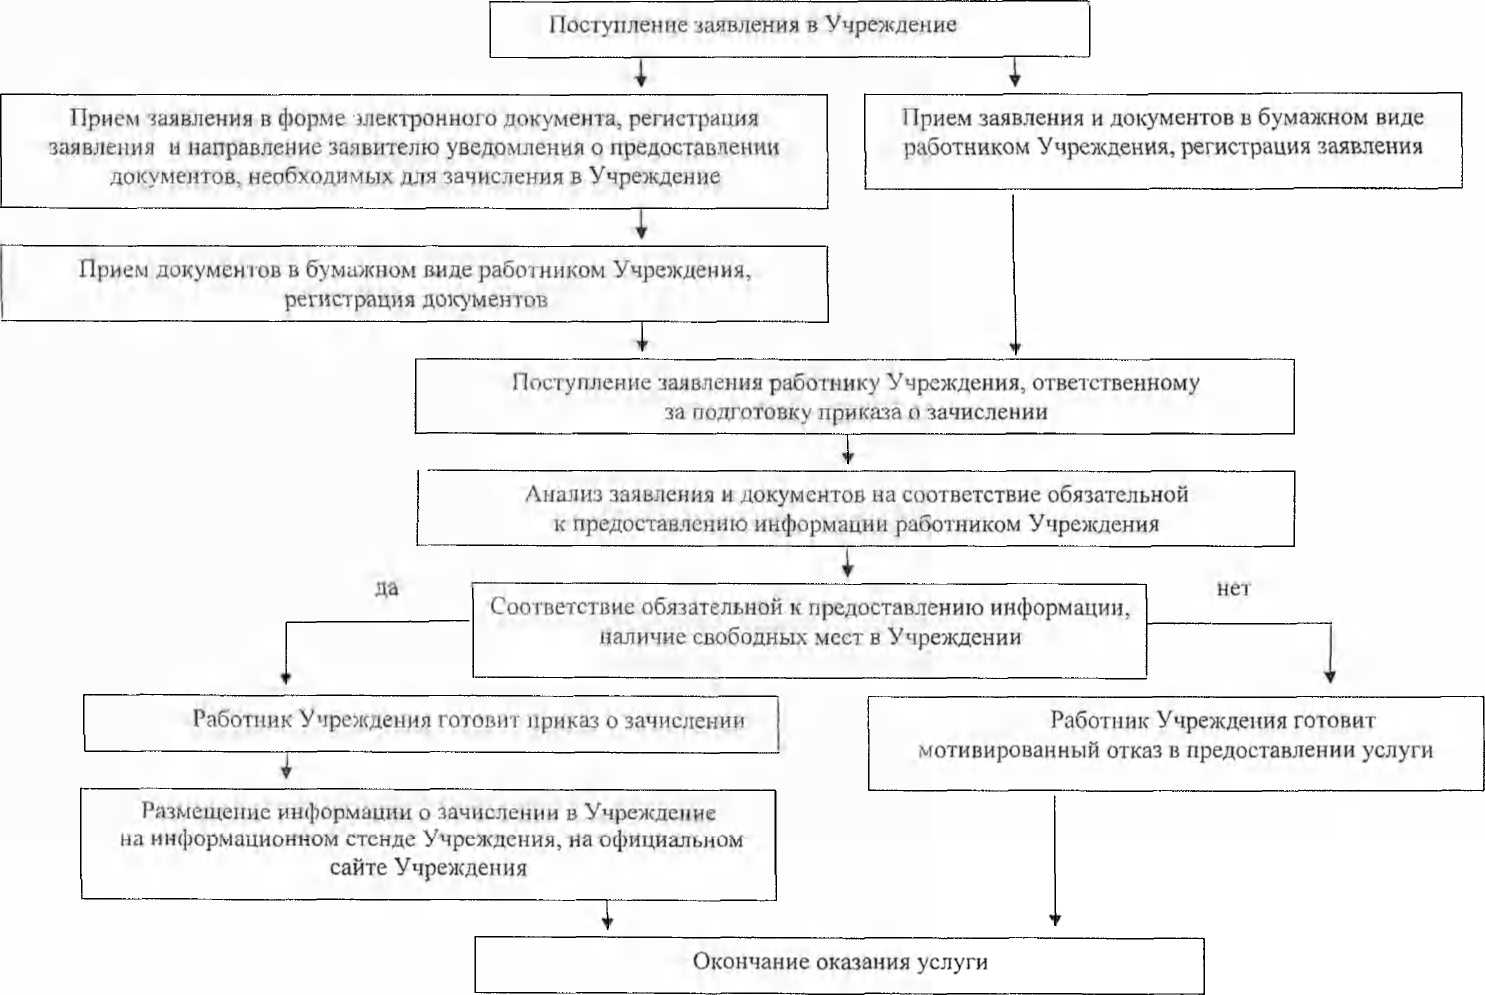 Поступление заявления в Учреждение
Прием заявления в форме электронного документа, регистрация
заявления и направление заявителю уведомления о предоставлении
документов, необходимых для зачисления в Учреждение
Прием заявления и документов в бумажном виде
работником Учреждения, регистрация заявления
Прием документов в бумажном виде работником Учреждения,
регистрация документов
Поступление заявления работнику Учреждения, ответственному
за подготовку приказа о зачислении
Анализ заявления и документов на соответствие обязательной
к предоставлению информации работником Учреждения
да
нет
Соответствие обязательной к предоставлению информации,
наличие свободных мест в Учреждении
Работник Учреждения готовит приказ о зачислении
Работник Учреждения готовит
мотивированный отказ в предоставлении услуги
Размещение информации о зачислении в Учреждение
на информационном стенде Учреждения, на официальном
сайте Учреждения
Окончание оказания услуги